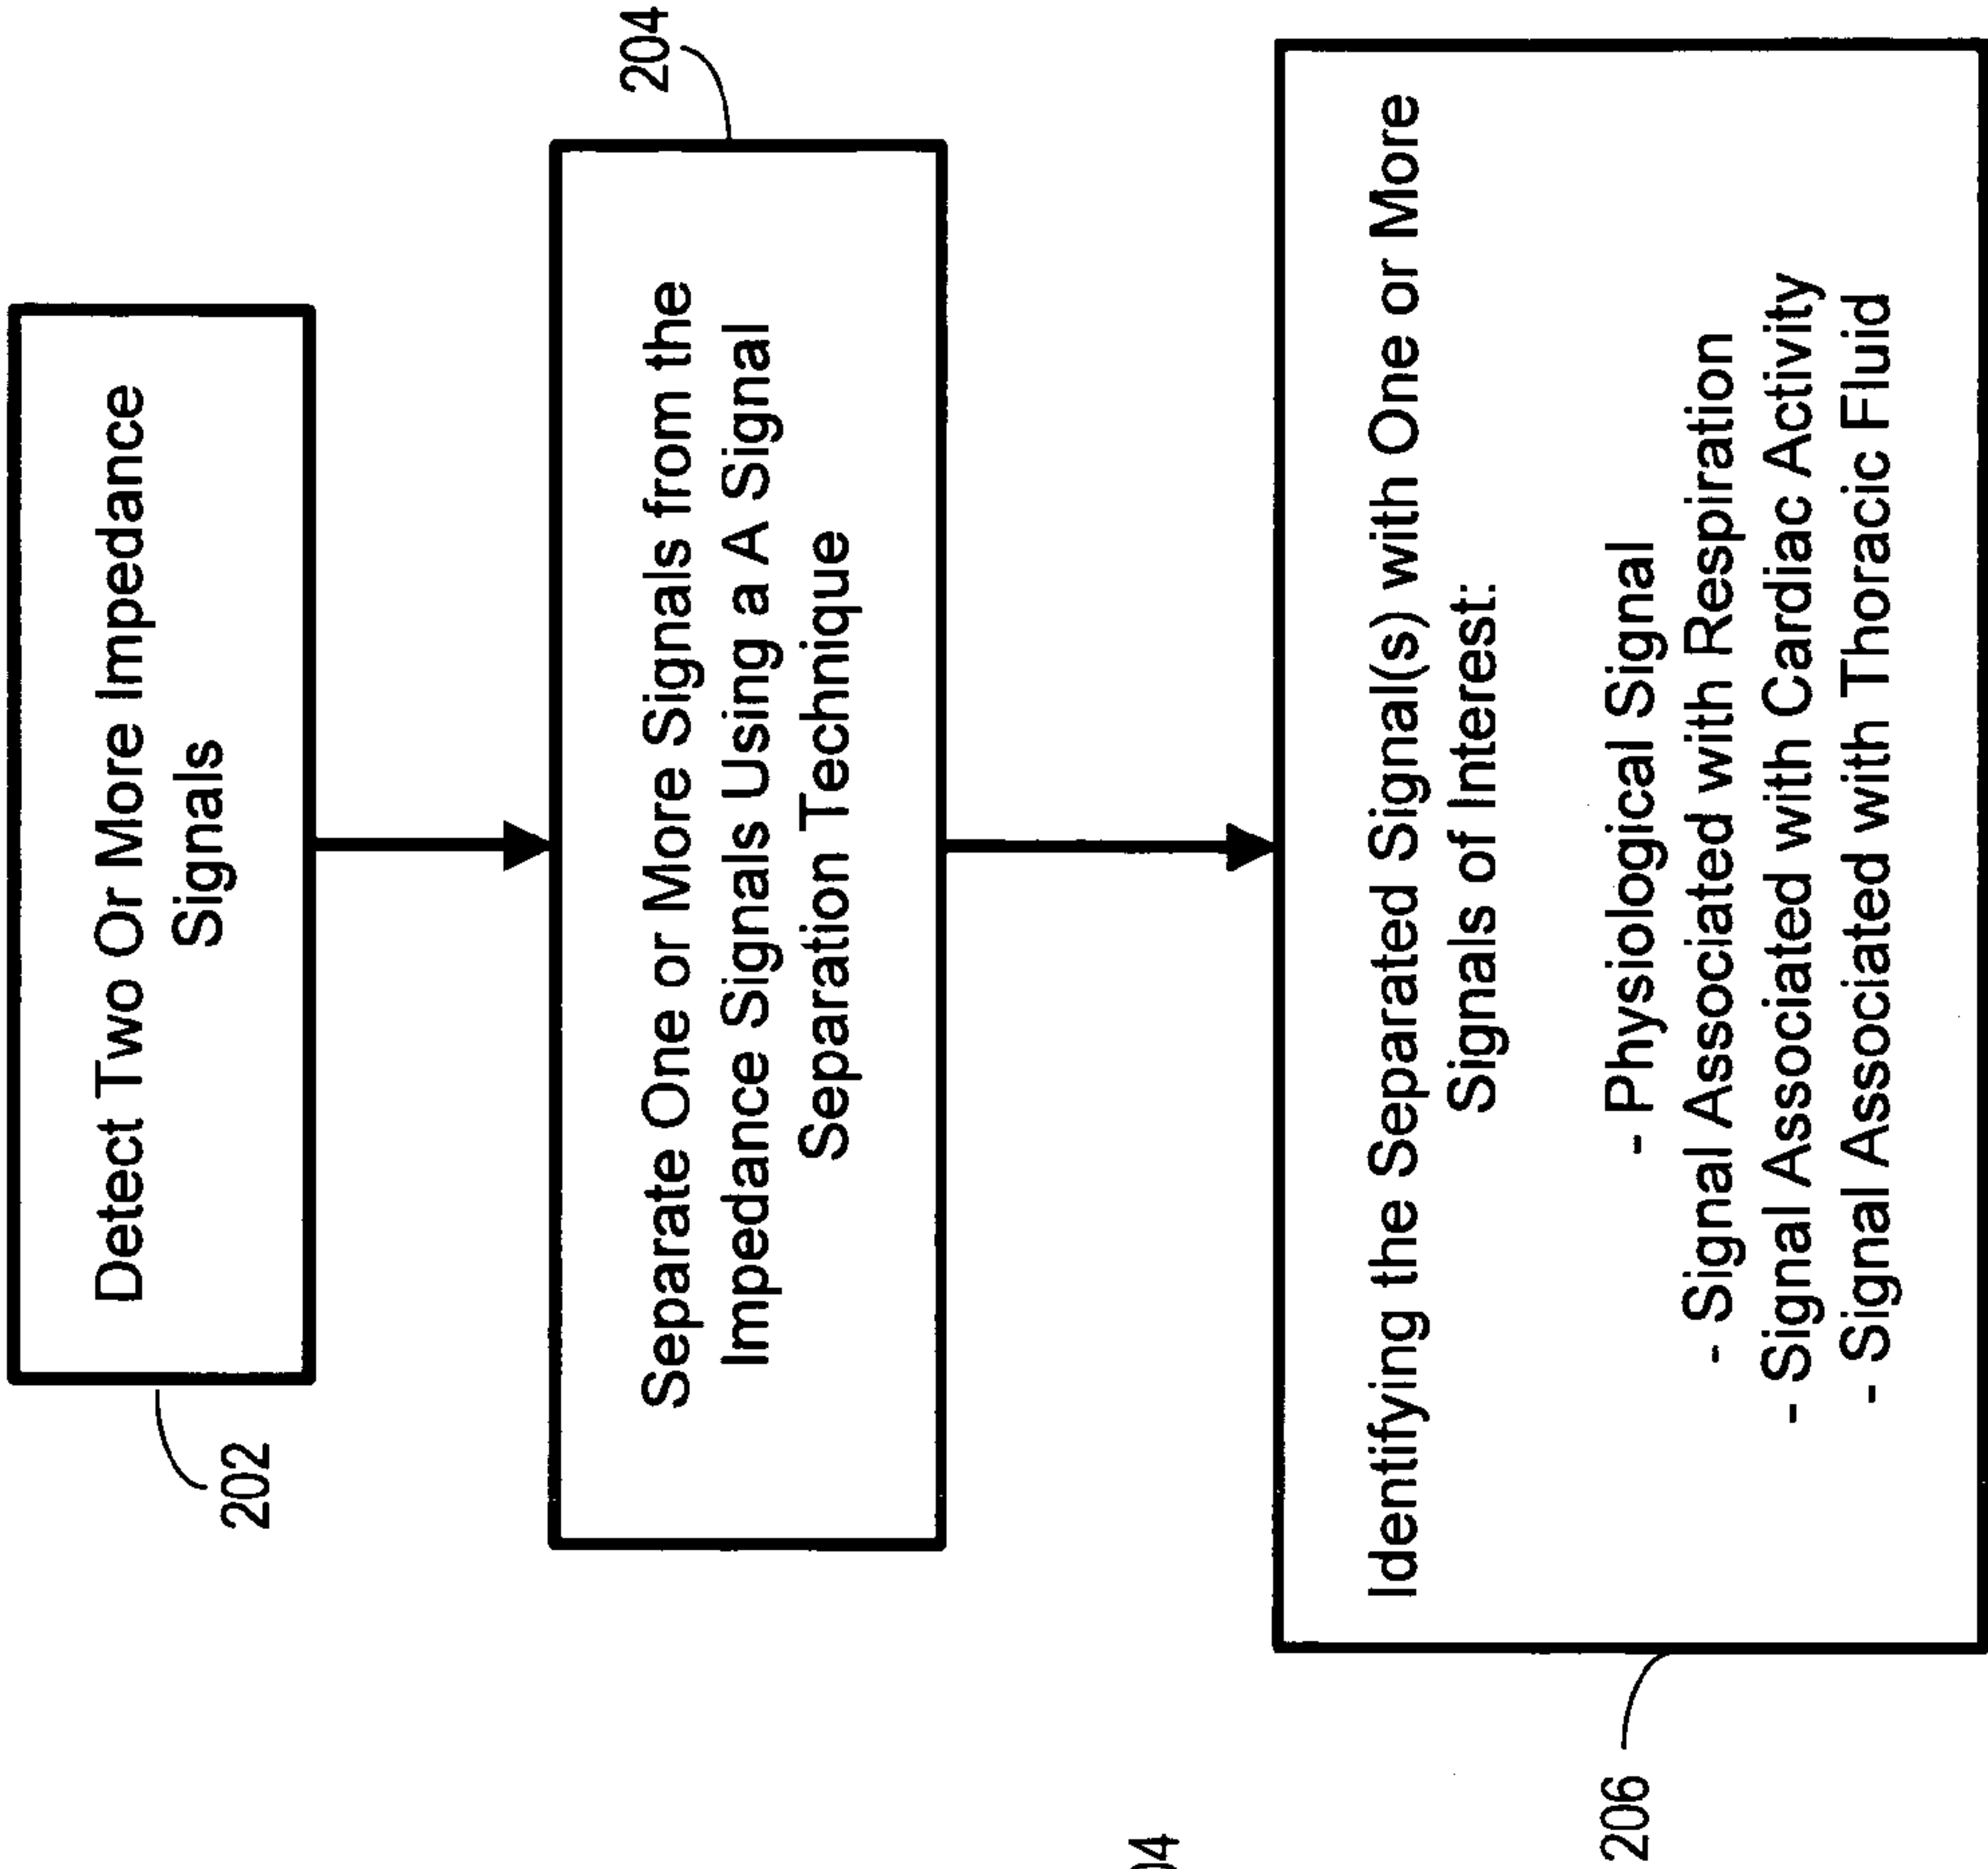 Detect Two Or More Impedance
Signals
202
204
Separate One or More Signals from the
Impedance Signals Using a A Signal
Separation Technique
Identifying the Separated Signal(s) with One or More
Signals of Interest:
- Physiological Signal
- Signal Associated with Respiration
- Signal Associated with Cardiac Activity
- Signal Associated with Thoracic Fluid
206